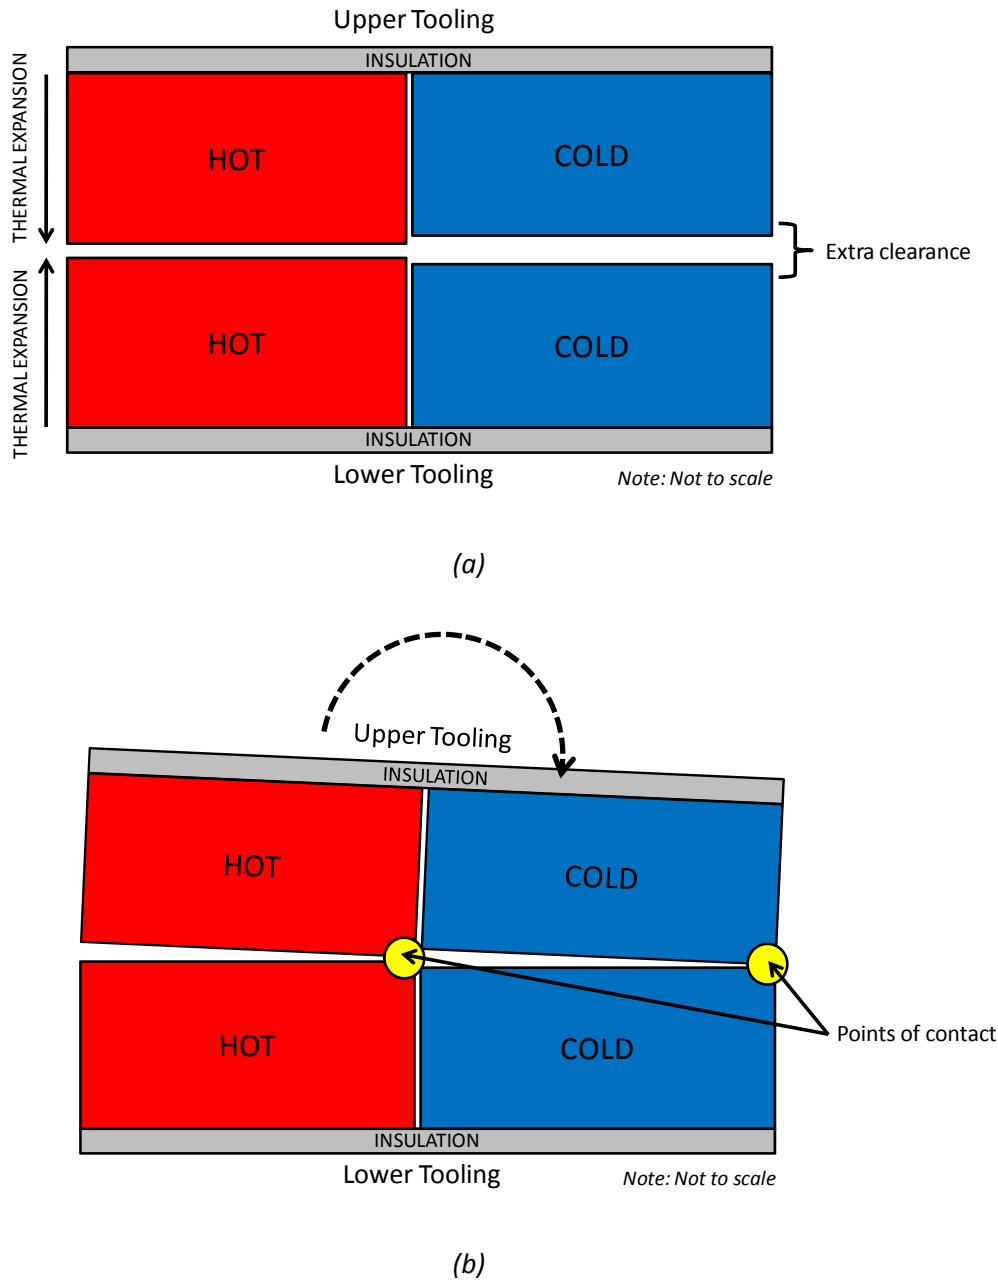 Upper Tooling
INSULATION
THERMAL EXPANSION
HOT
COLD
Extra clearance
THERMAL EXPANSION
HOT
COLD
INSULATION
Lower Tooling
Note: Not to scale
(a)
Upper Tooling
INSULATION
HOT
COLD
Points of contact
HOT
COLD
INSULATION
Lower Tooling
Note: Not to scale
(b)